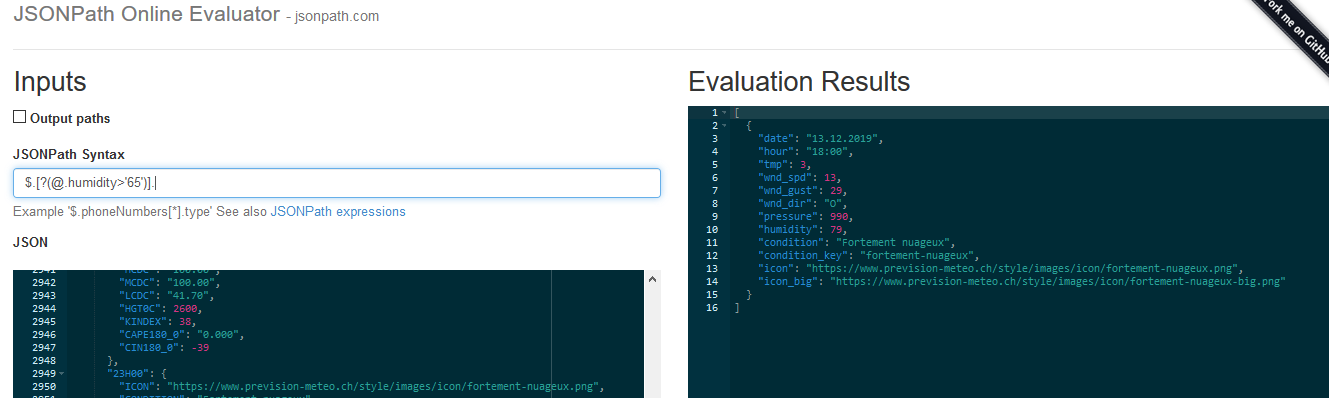 JSONPath Online Evaluator - jsonpath.com
Fork me on GitHub
Inputs
Output paths
JSONPath Syntax
$.[?(@.humidity>'65')].
Example '$.phoneNumbers[*].type' See also JSONPath expressions
JSON
2941 "MCDC": "100.00",
2942 "MCDC": "100.00",
2943 "LCDC": "41.70",
2944 "HGT0C": 2600,
2945 "KINDEX": 38,
2946 "CAPE180_0": "0.000",
2947 "CIN180_0": -39
2948 },
2949 "23H00": {
2950 "ICON": "https://www.prevision-meteo.ch/style/images/icon/fortement-nuageux.png",
2951 "CONDITION": "Fortement nuageux"
Evaluation Results
1 [
2 {
3 "date": "13.12.2019",
4 "hour": "18:00",
5 "tmp": 3,
6 "wnd_spd": 13,
7 "wnd_gust": 29,
8 "wnd_dir": "O",
9 "pressure": 990,
10 "humidity": 79,
11 "condition": "Fortement nuageux",
12 "condition_key": "fortement-nuageux",
13 "icon": "https://www.prevision-meteo.ch/style/images/icon/fortement-nuageux.png",
14 "icon_big": "https://www.prevision-meteo.ch/style/images/icon/fortement-nuageux-big.png"
15 }
16 ]